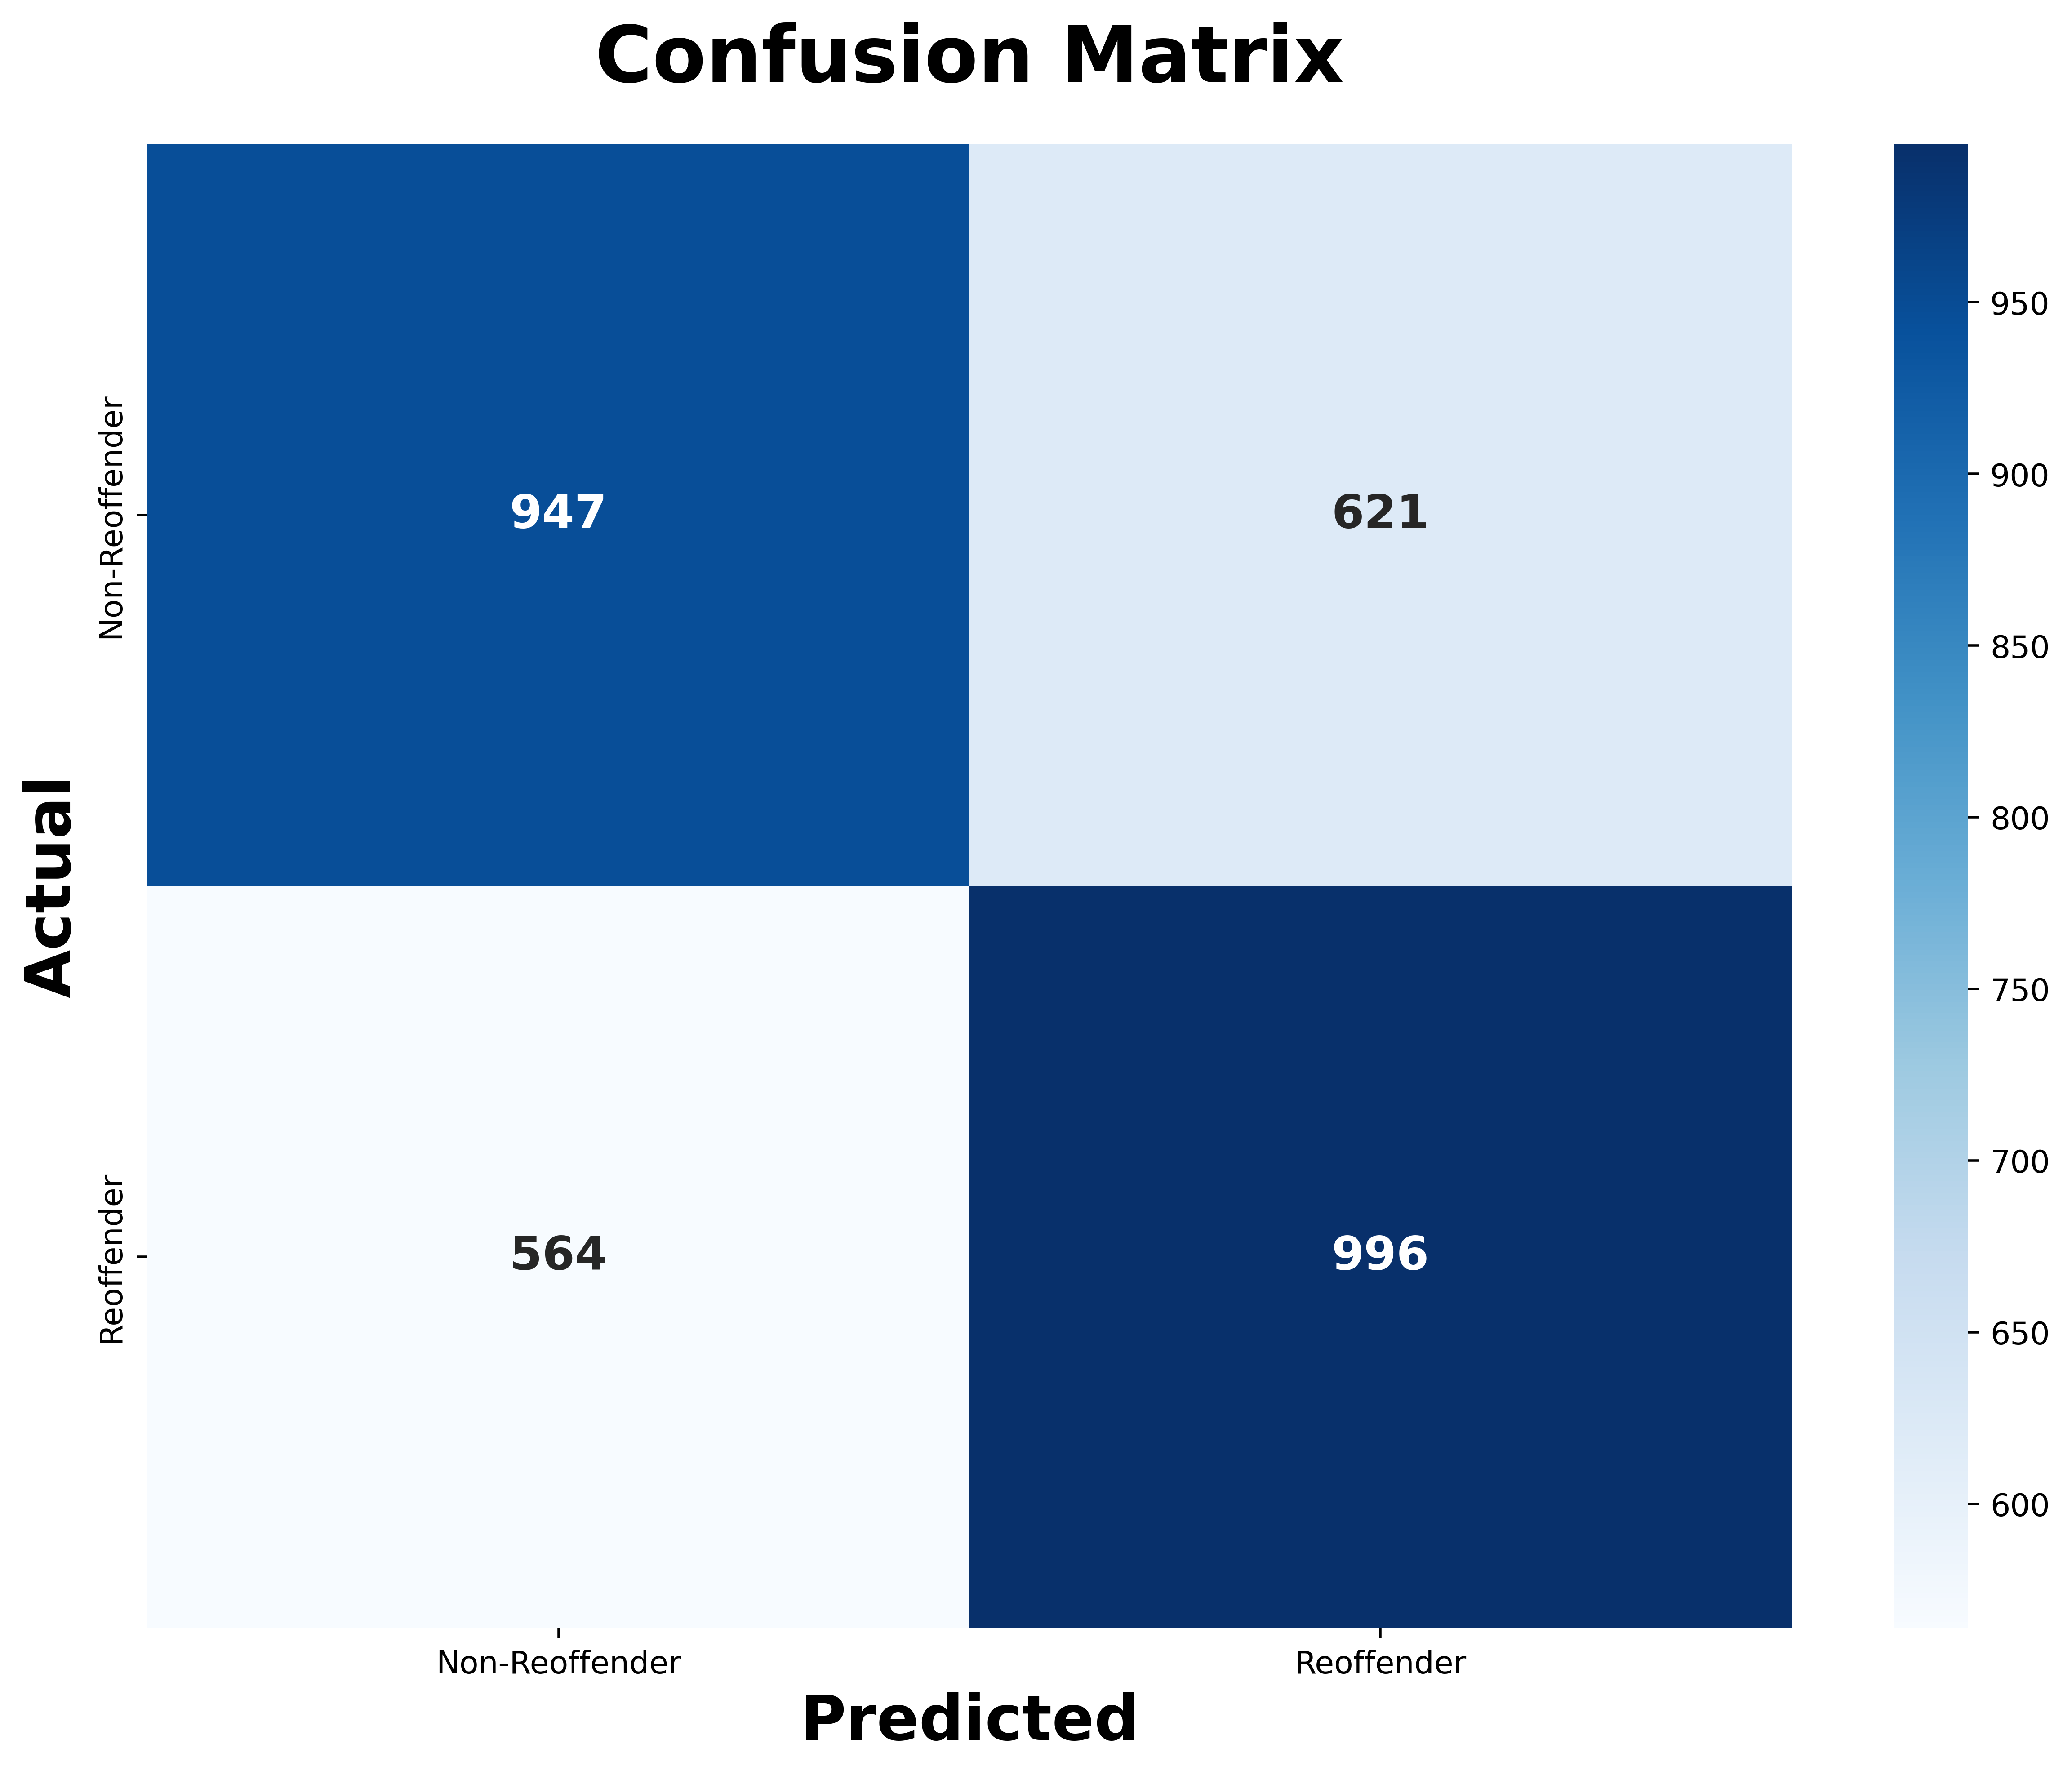 Confusion Matrix
Actual
Non-Reoffender
947
621
Reoffender
564
996
Non-Reoffender
Reoffender
Predicted
950
900
850
800
750
700
650
600